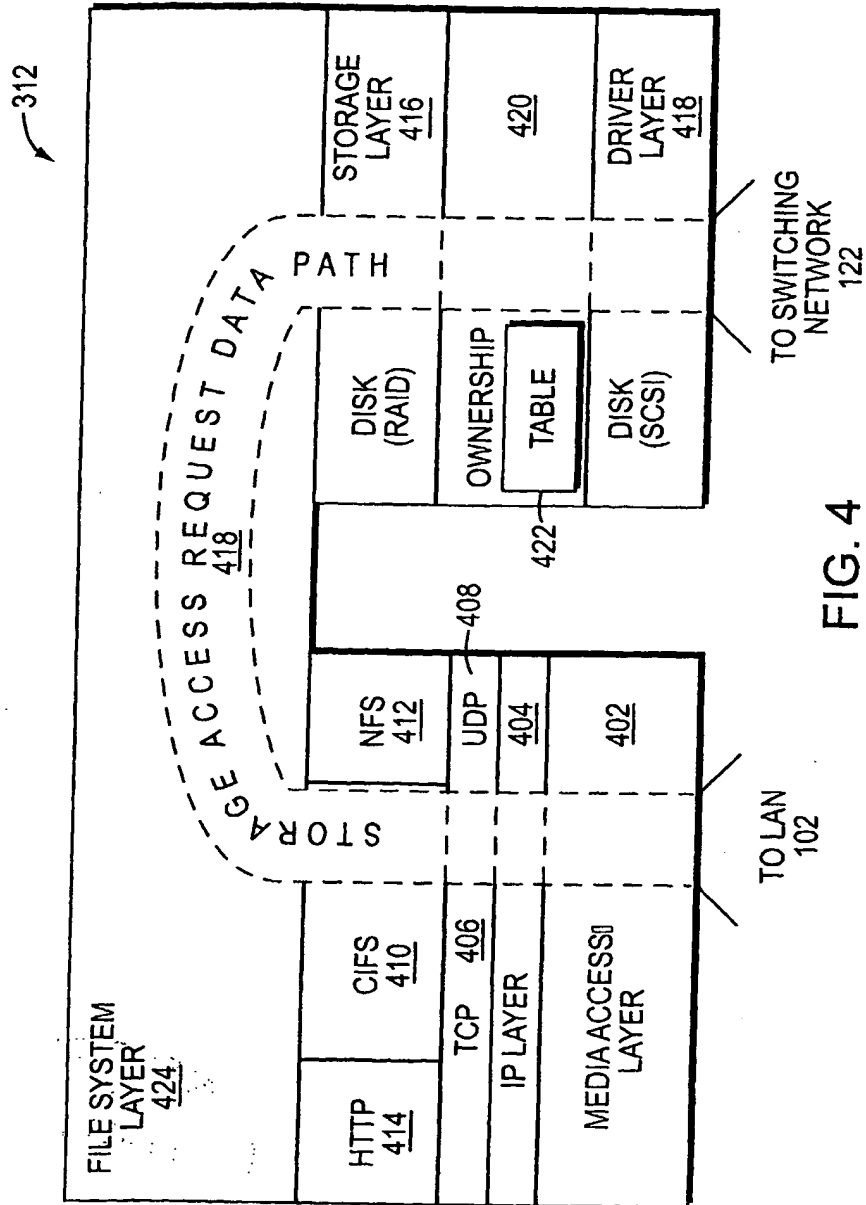 312
FILE SYSTEM
LAYER
424
STORAGE ACCESS REQUEST DATA PATH
418
HTTP
414
CIFS
410
NFS
412
TCP 406
UDP
408
IP LAYER
404
MEDIA ACCESS
LAYER
402
TO LAN
102
DISK
(RAID)
STORAGE
LAYER
416
OWNERSHIP
420
TABLE
422
DISK
(SCSI)
DRIVER
LAYER
418
TO SWITCHING
NETWORK
122
FIG. 4